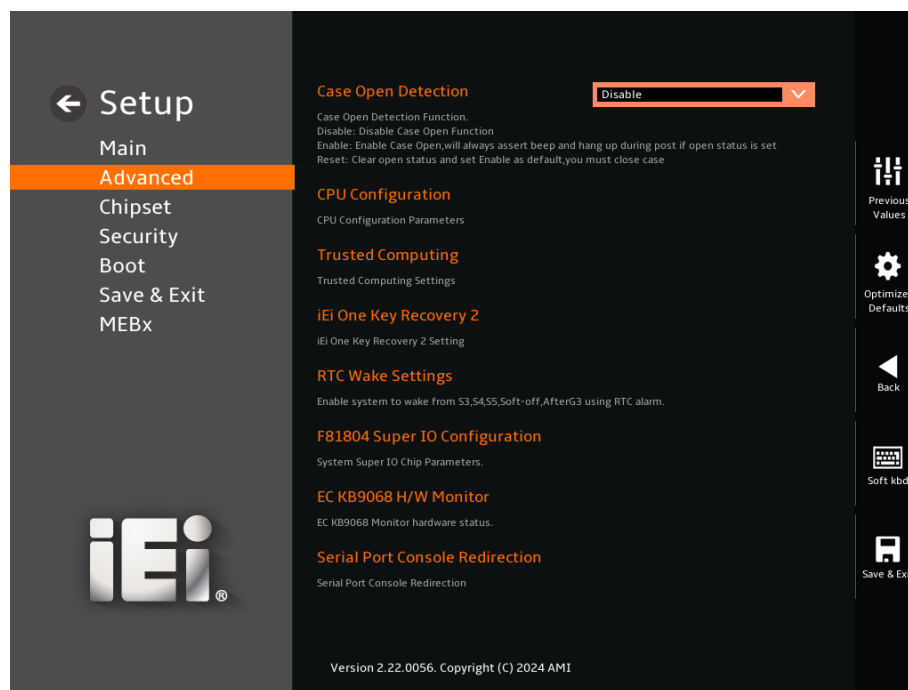 Setup
Main
Advanced
Chipset
Security
Boot
Save & Exit
MEBx
iEi®
Case Open Detection
Disable
Case Open Detection Function.
Disable: Disable Case Open Function
Enable: Enable Case Open,will always assert beep and hang up during post if open status is set
Reset: Clear open status and set Enable as default,you must close case
CPU Configuration
CPU Configuration Parameters
Trusted Computing
Trusted Computing Settings
iEi One Key Recovery 2
iEi One Key Recovery 2 Setting
RTC Wake Settings
Enable system to wake from S3,S4,S5,Soft-off,AfterG3 using RTC alarm.
F81804 Super IO Configuration
System Super IO Chip Parameters.
EC KB9068 H/W Monitor
EC KB9068 Monitor hardware status.
Serial Port Console Redirection
Serial Port Console Redirection
Version 2.22.0056. Copyright (C) 2024 AMI
Previous
Values
Optimize
Defaults
Back
Soft kbd
Save & Ex